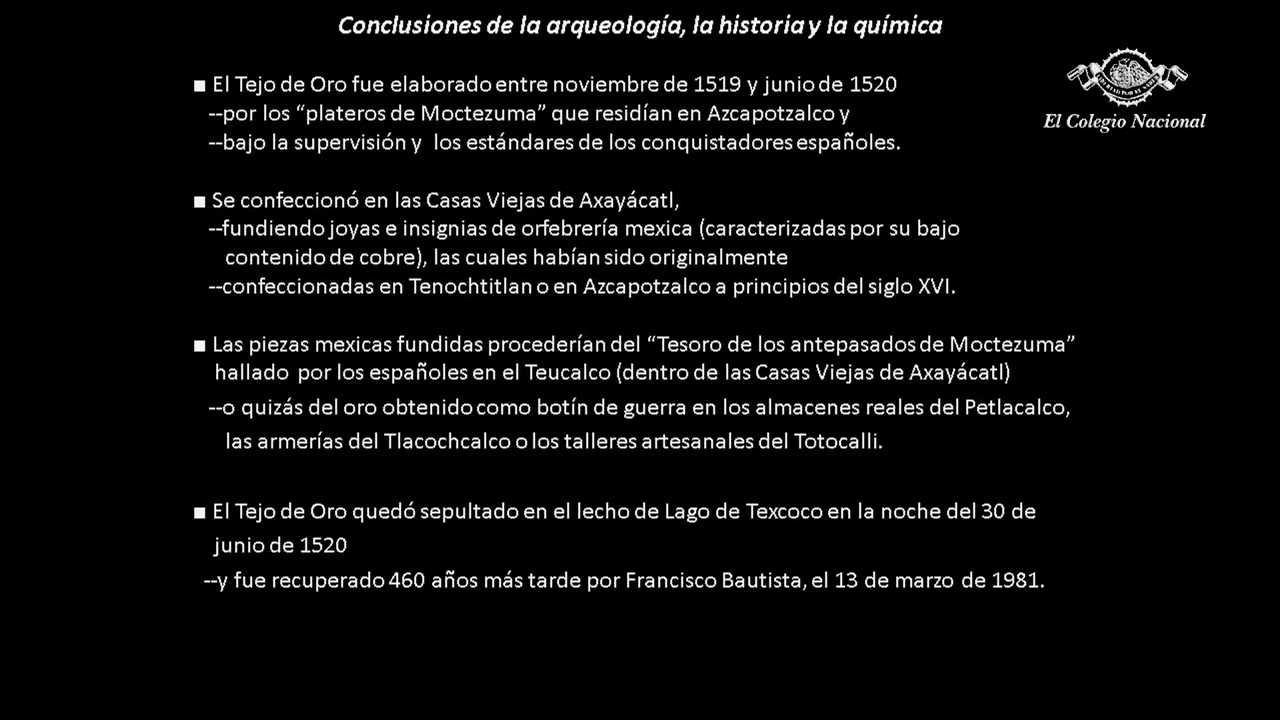 Conclusiones de la arqueología, la historia y la química
El Colegio Nacional
■ El Tejo de Oro fue elaborado entre noviembre de 1519 y junio de 1520
--por los “plateros de Moctezuma” que residían en Azcapotzalco y
--bajo la supervisión y los estándares de los conquistadores españoles.
■ Se confeccionó en las Casas Viejas de Axayácatl,
--fundiendo joyas e insignias de orfebrería mexica (caracterizadas por su bajo
contenido de cobre), las cuales habían sido originalmente
--confeccionadas en Tenochtitlan o en Azcapotzalco a principios del siglo XVI.
■ Las piezas mexicas fundidas procederían del “Tesoro de los antepasados de Moctezuma”
hallado por los españoles en el Teucalco (dentro de las Casas Viejas de Axayácatl)
--o quizás del oro obtenido como botín de guerra en los almacenes reales del Petlacalco,
las armerías del Tlacochcalco o los talleres artesanales del Totocalli.
■ El Tejo de Oro quedó sepultado en el lecho de Lago de Texcoco en la noche del 30 de
junio de 1520
--y fue recuperado 460 años más tarde por Francisco Bautista, el 13 de marzo de 1981.